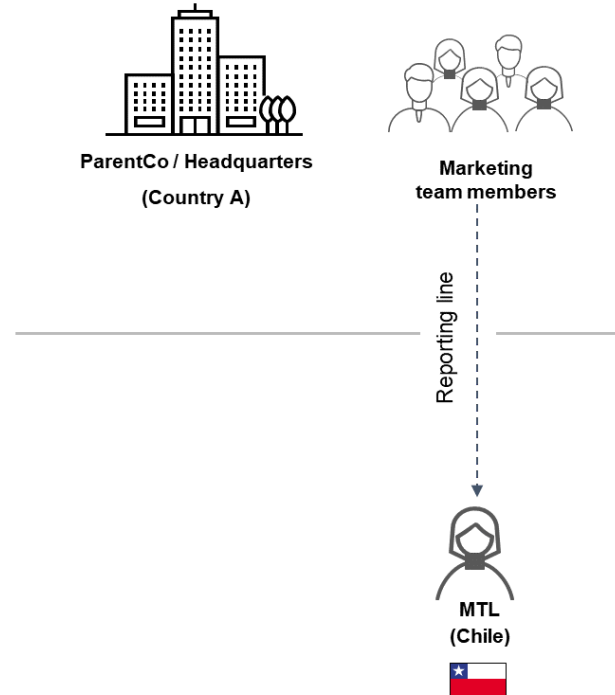 ParentCo / Headquarters
(Country A)
Marketing
team members
Reporting line
MTL
(Chile)